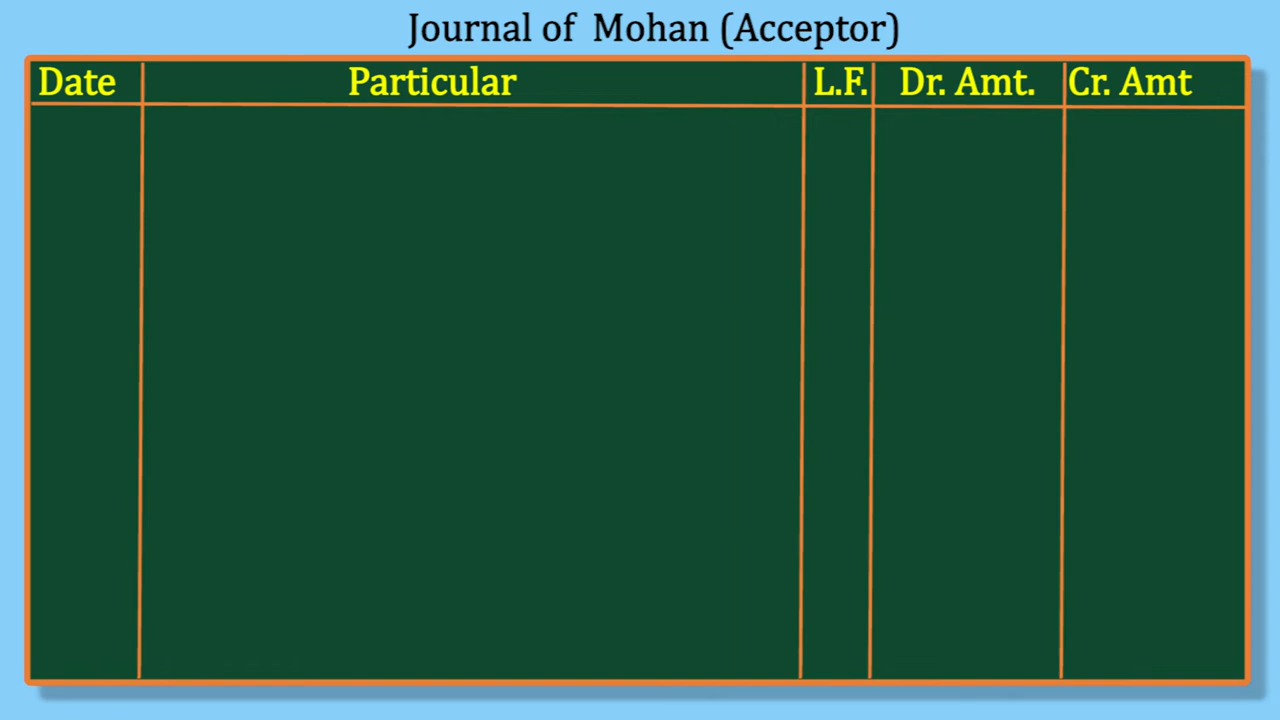 Journal of Mohan (Acceptor)
Date Particular L.F. Dr. Amt. Cr. Amt